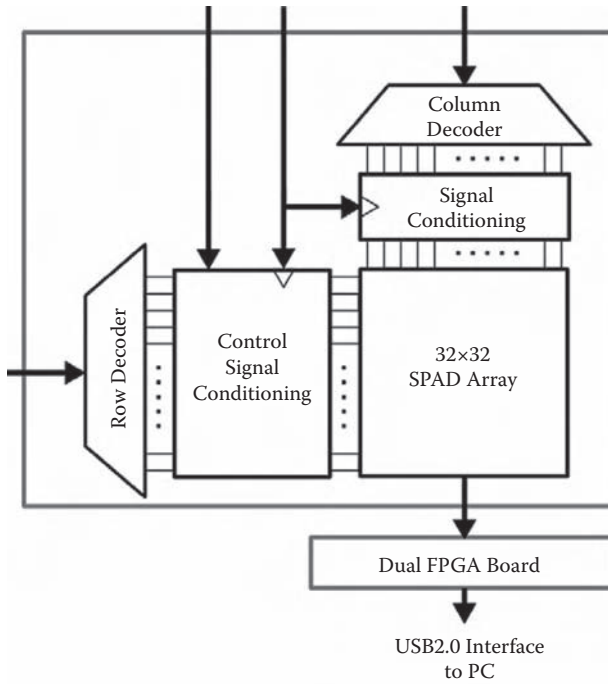 Column
Decoder
Signal
Conditioning
Row Decoder
Control
Signal
Conditioning
32×32
SPAD Array
Dual FPGA Board
USB2.0 Interface
to PC